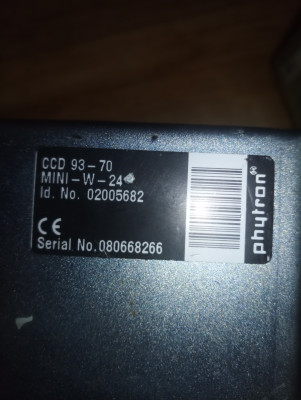 CCD 93-70
MINI-W-24
Id. No. 02005682
CE
Serial No.080668266
phytron®